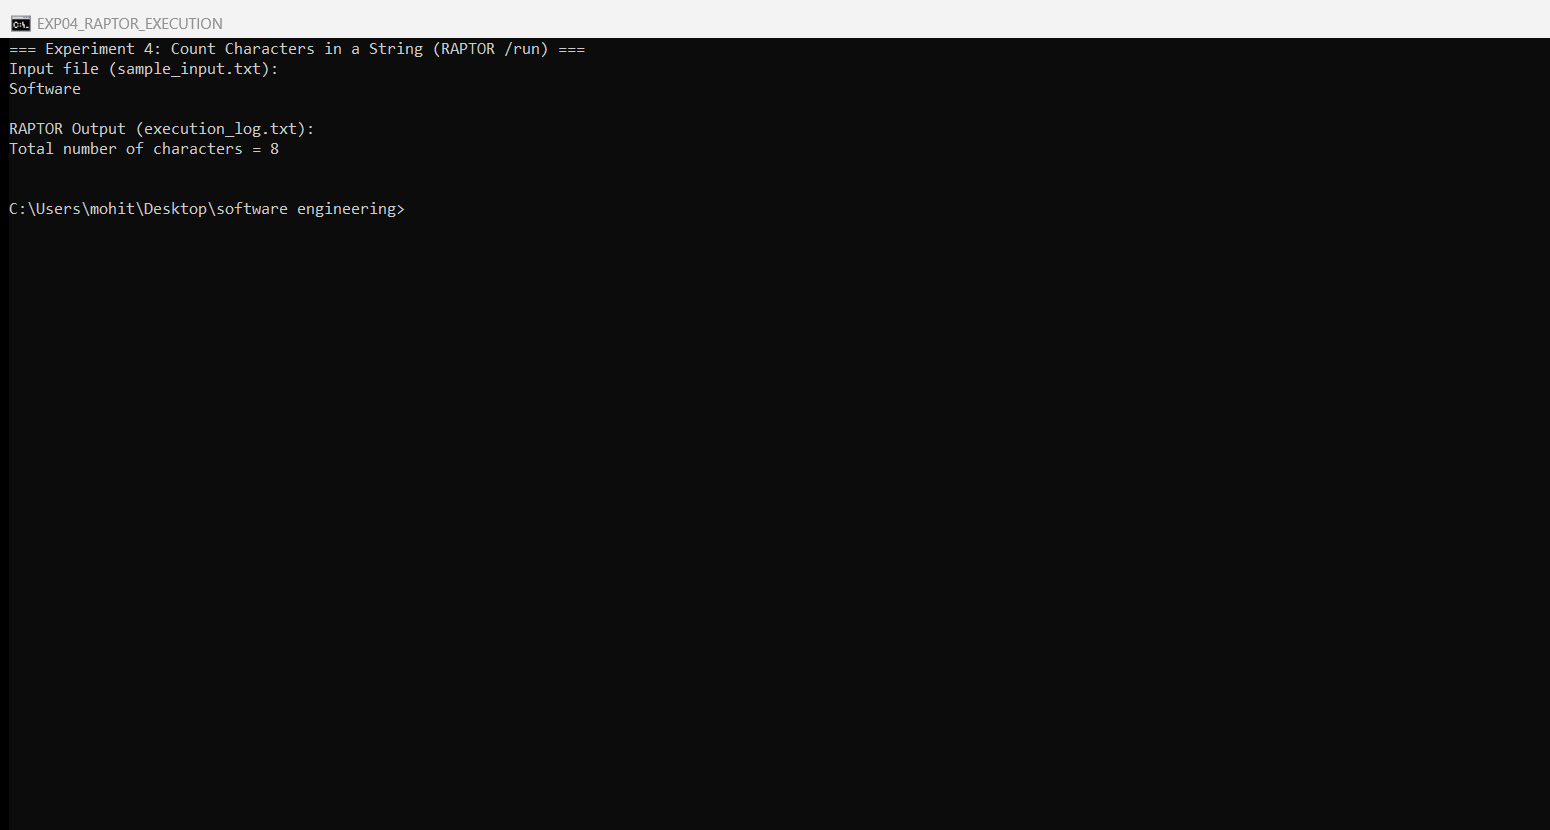 EXP04_RAPTOR_EXECUTION
=== Experiment 4: Count Characters in a String (RAPTOR /run) ===
Input file (sample_input.txt):
Software
RAPTOR Output (execution_log.txt):
Total number of characters = 8
C:\Users\mohit\Desktop\software engineering>